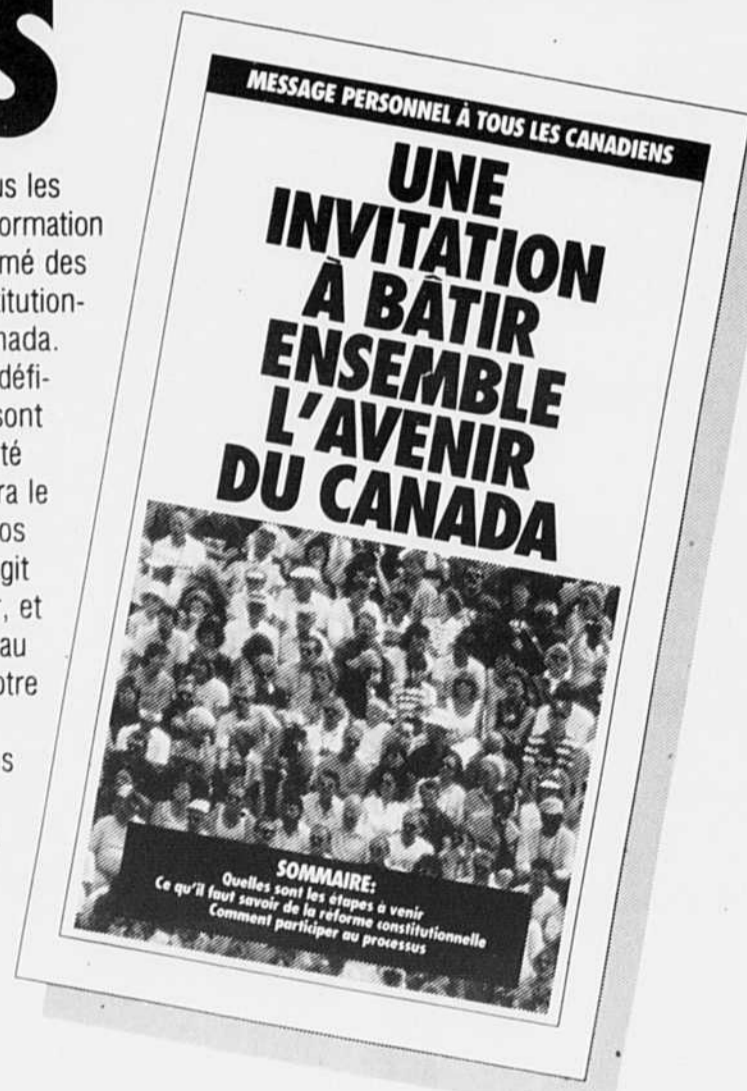 S
us les
ormation
mé des
titution-
nada.
défi-
sont
té
ra le
os
git
, et
au
otre
s
MESSAGE PERSONNEL À TOUS LES CANADIENS
UNE
INVITATION
À BÂTIR
ENSEMBLE
L'AVENIR
DU CANADA
SOMMAIRE:
Quelles sont les étapes à venir
Ce qu'il faut savoir de la réforme constitutionnelle
Comment participer au processus